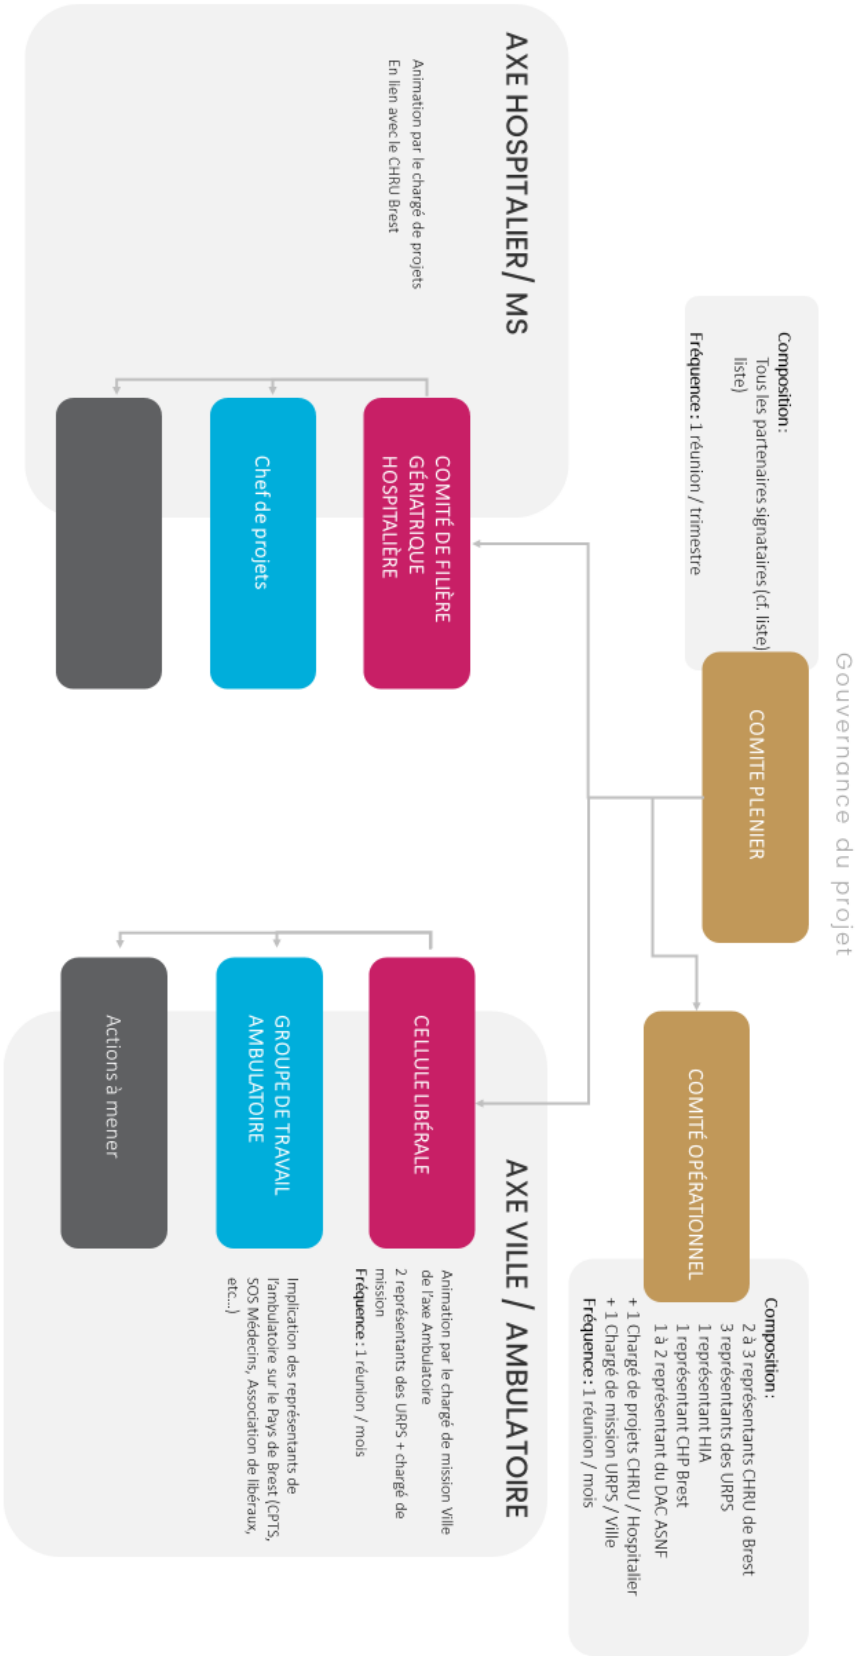 Gouvernance du projet
Composition :
Tous les partenaires signataires (cf. liste)
liste)
Fréquence : 1 réunion / trimestre
COMITE PLENIER
COMITÉ OPÉRATIONNEL
Composition :
2 à 3 représentants CHRU de Brest
3 représentants des URPS
1 représentant HIA
1 représentant CHP Brest
1 à 2 représentant du DAC ASNF
+ 1 Chargé de projets CHRU / Hospitalier
+ 1 Chargé de mission URPS / Ville
Fréquence : 1 réunion / mois
AXE HOSPITALIER/ MS
Animation par le chargé de projets
En lien avec le CHRU Brest
COMITÉ DE FILIÈRE
GÉRIATRIQUE
HOSPITALIÈRE
Chef de projets
AXE VILLE / AMBULATOIRE
CELLULE LIBÉRALE
Animation par le chargé de mission Ville
de l'axe Ambulatoire
2 représentants des URPS + chargé de
mission
Fréquence : 1 réunion / mois
GROUPE DE TRAVAIL
AMBULATOIRE
Implication des représentants de
l'ambulatoire sur le Pays de Brest (CPTS,
SOS Médecins, Association de libéraux,
etc...)
Actions à mener